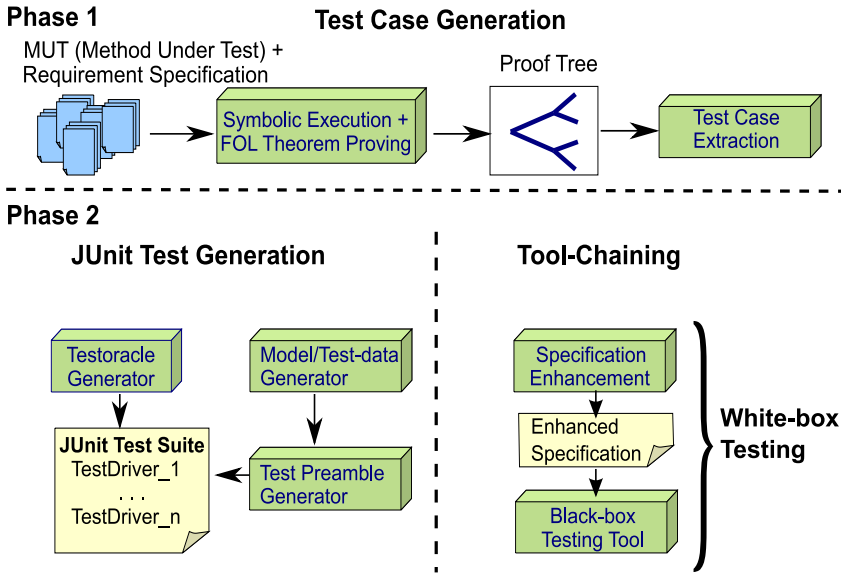 Phase 1
Test Case Generation
MUT (Method Under Test) +
Requirement Specification
Symbolic Execution +
FOL Theorem Proving
Proof Tree
Test Case
Extraction
Phase 2
JUnit Test Generation
Testoracle
Generator
Model/Test-data
Generator
JUnit Test Suite
TestDriver_1
. . .
TestDriver_n
Test Preamble
Generator
Tool-Chaining
Specification
Enhancement
Enhanced
Specification
Black-box
Testing Tool
White-box
Testing